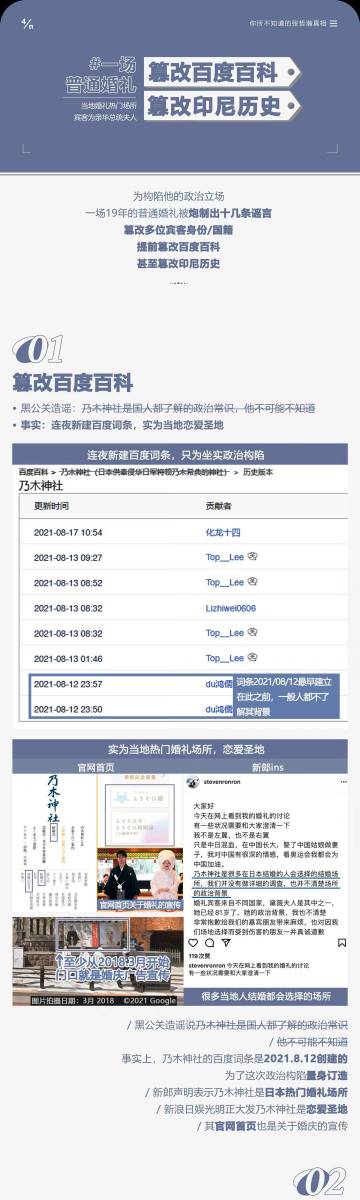 4/n
你所不知道的张哲瀚真相
#一场
普通婚礼
当地婚礼热门场所
宾客为亲华总统夫人
篡改百度百科
篡改印尼历史
为构陷他的政治立场
一场19年的普通婚礼被炮制出十几条谣言
篡改多位宾客身份/国籍
提前篡改百度百科
甚至篡改印尼历史
01
篡改百度百科
• 黑公关造谣：乃木神社是国人都了解的政治常识，他不可能不知道
• 事实：连夜新建百度词条，实为当地恋爱圣地
连夜新建百度词条，只为坐实政治构陷
百度百科 > 乃木神社（日本供奉侵华日军将领乃木希典的神社） > 历史版本
乃木神社
更新时间 贡献者
2021-08-17 10:54 化龙十四
2021-08-13 09:27 Top__Lee
2021-08-13 08:52 Top__Lee
2021-08-13 08:32 Lizhiwei0606
2021-08-13 08:32 Top__Lee
2021-08-13 01:46 Top__Lee
2021-08-12 23:57 du鸿儒
2021-08-12 23:50 du鸿儒
词条2021/08/12最早建立
在此之前，一般人都不了
解其背景
实为当地热门婚礼场所，恋爱圣地
官网首页 新郎ins
乃木神社
ようそろ婚
官网首页关于婚礼的宣传
至少从2018.3月开始
门口就是婚庆广告宣传
图片拍摄日期：3月 2018 ©2021 Google
stevenronron
大家好
今天在网上看到我的婚礼的讨论
有一些状况需要和大家澄清一下
我不是左翼，也不是右翼
只是中日混血，在中国长大，娶了中国姑娘做妻
子，我对中国有很深的情感，看奥运会我都会为
中国加油。
乃木神社是很多在日本结婚的人会选择的结婚场
所，我们并没有做详细的调查，也并不清楚场所
的政治背景
婚礼宾客来自不同国家，黛薇夫人是其中之一，
她已经 81岁了，她的政治背景，我也不清楚
非常抱歉给我们的嘉宾朋友带来麻烦，也对因我
们场地选择而受到伤害的朋友一并真诚道歉
119次赞
stevenronron 今天在网上看到我的婚礼的讨论
有一些状况需要和大家澄清一下
很多当地人结婚都会选择的场所
/ 黑公关造谣说乃木神社是国人都了解的政治常识
/ 他不可能不知道
事实上，乃木神社的百度词条是2021.8.12创建的
为了这次政治构陷量身订造
/ 新郎声明表示乃木神社是日本热门婚礼场所
/ 新浪日娱光明正大发乃木神社是恋爱圣地
/ 其官网首页也是关于婚庆的宣传
02